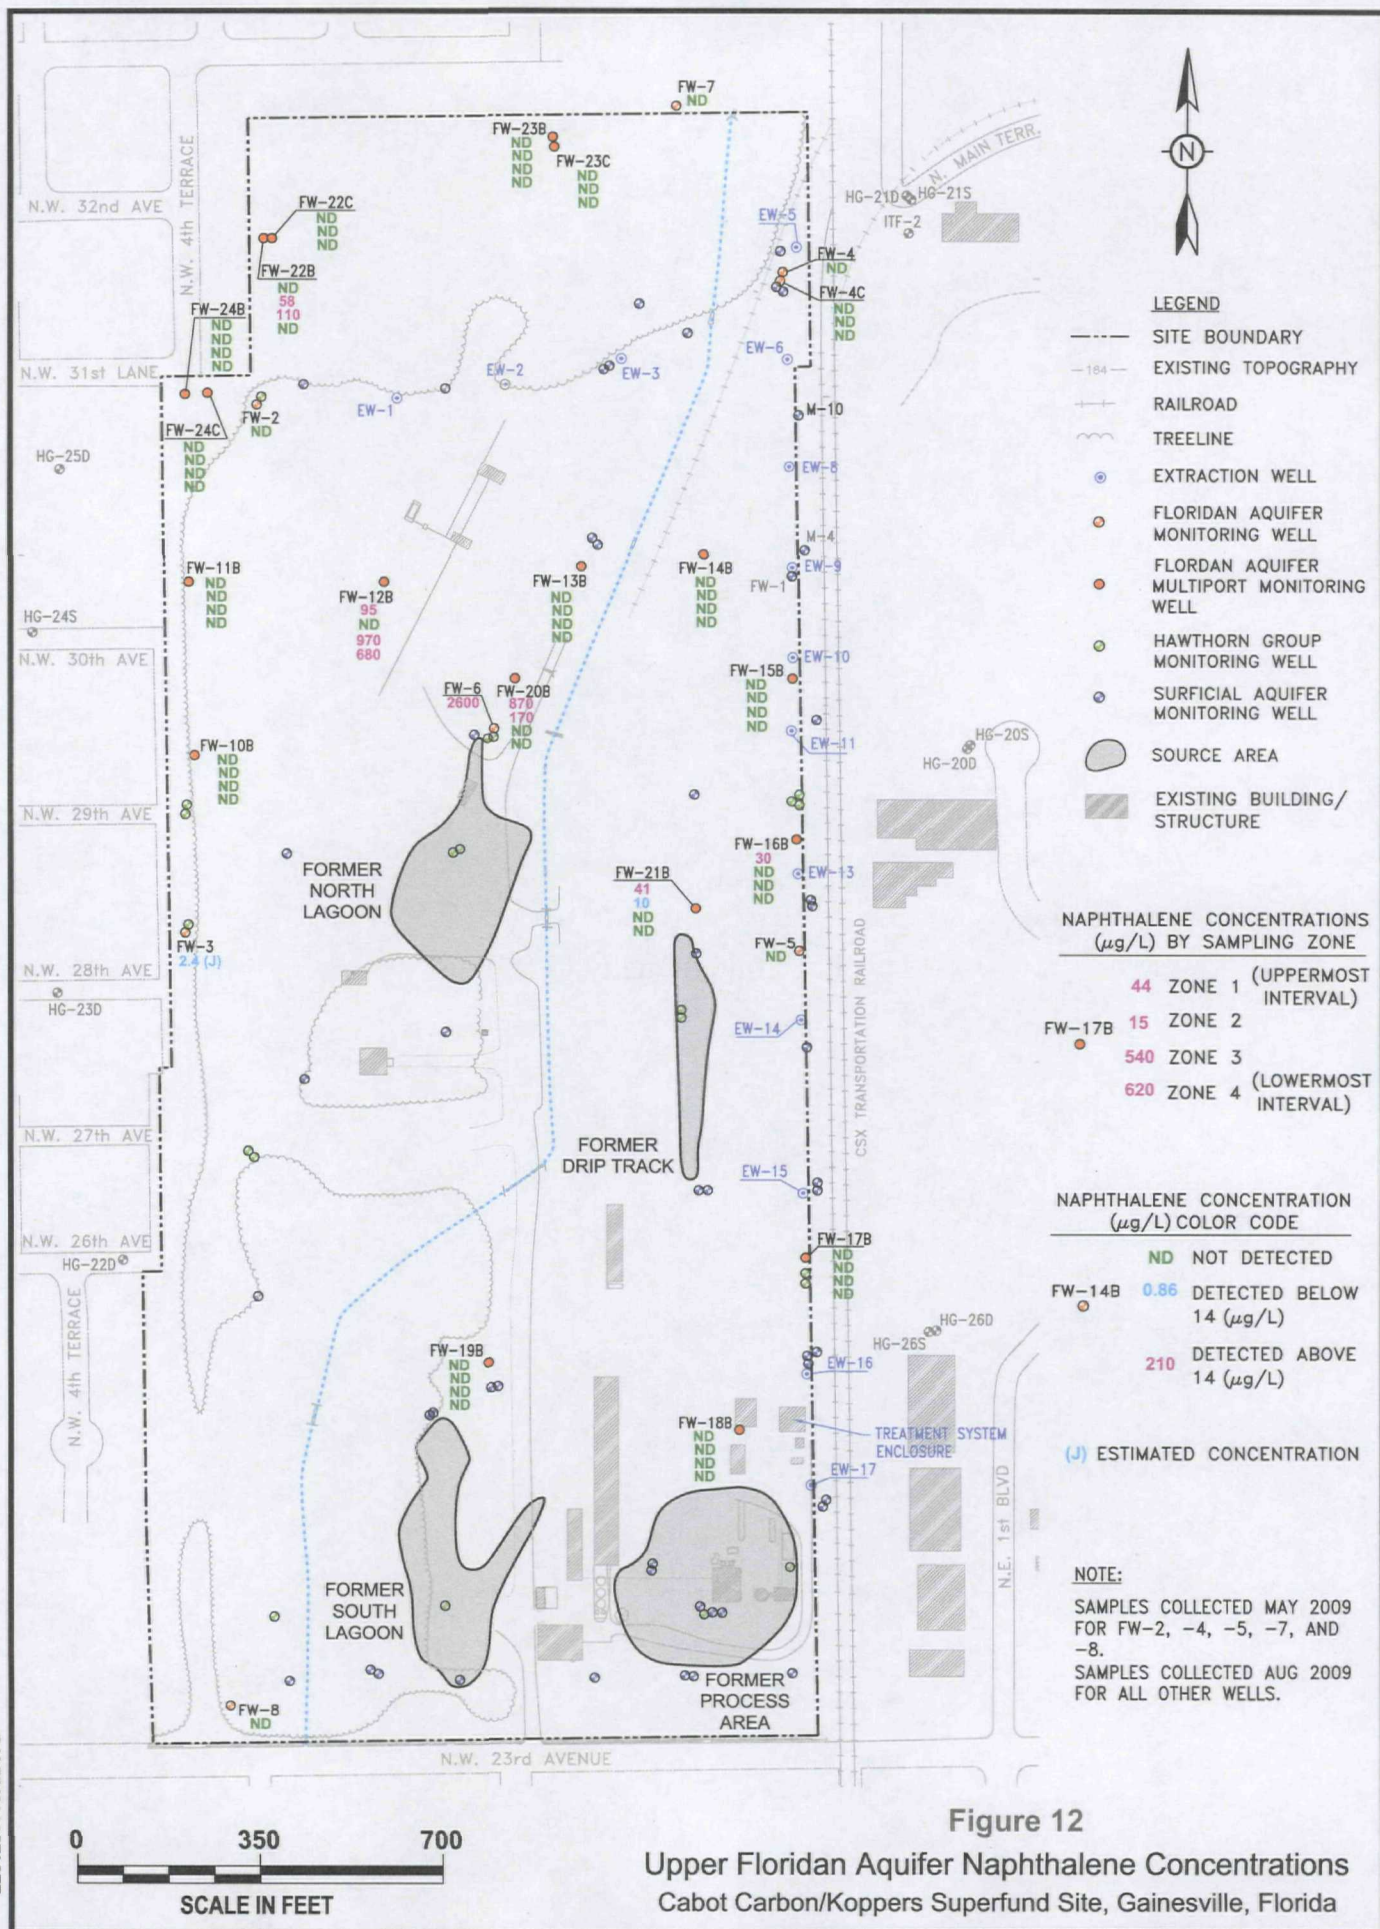 FW-7
ND
FW-23B
ND
ND
ND
ND
FW-23C
ND
ND
ND
N. MAIN TERR.
N.W. 4th TERRACE
N.W. 32nd AVE
FW-22C
ND
ND
ND
HG-21D
HG-21S
ITF-2
EW-5
FW-22B
ND
58
110
ND
FW-4
ND
FW-4C
ND
ND
ND
FW-24B
ND
ND
ND
ND
N.W. 31st LANE
EW-1
EW-2
EW-3
EW-6
FW-2
ND
FW-24C
ND
ND
ND
ND
M-10
HG-25D
EW-8
M-4
FW-11B
ND
ND
ND
ND
FW-12B
95
ND
970
680
FW-13B
ND
ND
ND
ND
FW-14B
ND
ND
ND
ND
EW-9
FW-1
HG-24S
N.W. 30th AVE
EW-10
FW-15B
ND
ND
ND
ND
FW-6
2600
FW-20B
870
170
ND
ND
EW-11
HG-20S
HG-20D
FW-10B
ND
ND
ND
ND
N.W. 29th AVE
FORMER
NORTH
LAGOON
FW-16B
30
ND
ND
ND
EW-13
FW-21B
41
10
ND
ND
FW-3
2.4 (J)
FW-5
ND
N.W. 28th AVE
HG-23D
EW-14
CSX TRANSPORTATION RAILROAD
N.W. 27th AVE
FORMER
DRIP TRACK
EW-15
N.W. 26th AVE
HG-22D
FW-17B
ND
ND
ND
ND
HG-26D
HG-26S
N.W. 4th TERRACE
FW-19B
ND
ND
ND
ND
EW-16
FW-18B
ND
ND
ND
ND
TREATMENT SYSTEM
ENCLOSURE
EW-17
N.E. 1st BLVD
FORMER
SOUTH
LAGOON
FORMER
PROCESS
AREA
FW-8
ND
N.W. 23rd AVENUE
N
LEGEND
SITE BOUNDARY
164
EXISTING TOPOGRAPHY
RAILROAD
TREELINE
EXTRACTION WELL
FLORIDAN AQUIFER
MONITORING WELL
FLORDAN AQUIFER
MULTIPORT MONITORING
WELL
HAWTHORN GROUP
MONITORING WELL
SURFICIAL AQUIFER
MONITORING WELL
SOURCE AREA
EXISTING BUILDING/
STRUCTURE
NAPHTHALENE CONCENTRATIONS
(µg/L) BY SAMPLING ZONE
44 ZONE 1 (UPPERMOST
INTERVAL)
15 ZONE 2
FW-17B
540 ZONE 3
620 ZONE 4 (LOWERMOST
INTERVAL)
NAPHTHALENE CONCENTRATION
(µg/L) COLOR CODE
ND NOT DETECTED
FW-14B
0.86 DETECTED BELOW
14 (µg/L)
210 DETECTED ABOVE
14 (µg/L)
(J) ESTIMATED CONCENTRATION
NOTE:
SAMPLES COLLECTED MAY 2009
FOR FW-2, -4, -5, -7, AND
-8.
SAMPLES COLLECTED AUG 2009
FOR ALL OTHER WELLS.
0 350 700
SCALE IN FEET
Figure 12
Upper Floridan Aquifer Naphthalene Concentrations
Cabot Carbon/Koppers Superfund Site, Gainesville, Florida